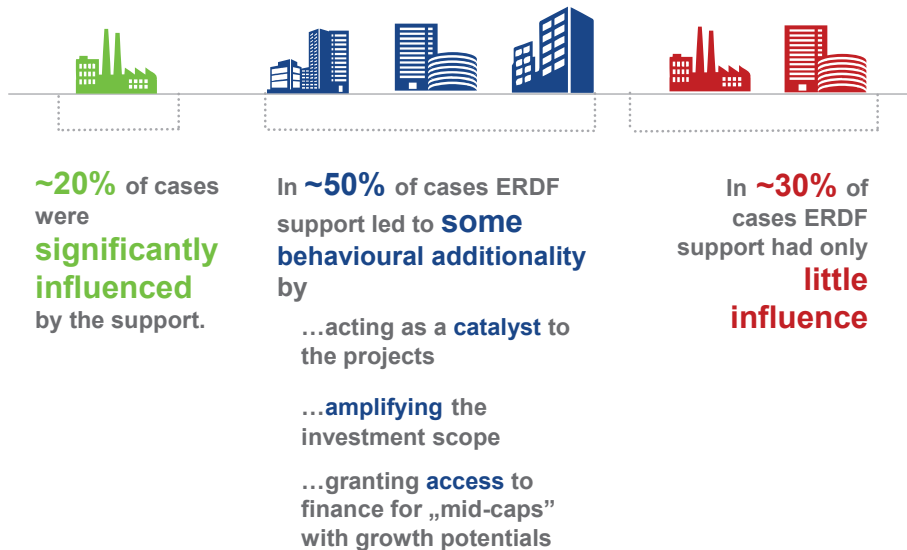 ~20% of cases
were
significantly
influenced
by the support.
In ~50% of cases ERDF
support led to some
behavioural additionality
by
…acting as a catalyst to
the projects
…amplifying the
investment scope
…granting access to
finance for „mid-caps”
with growth potentials
In ~30% of
cases ERDF
support had only
little
influence